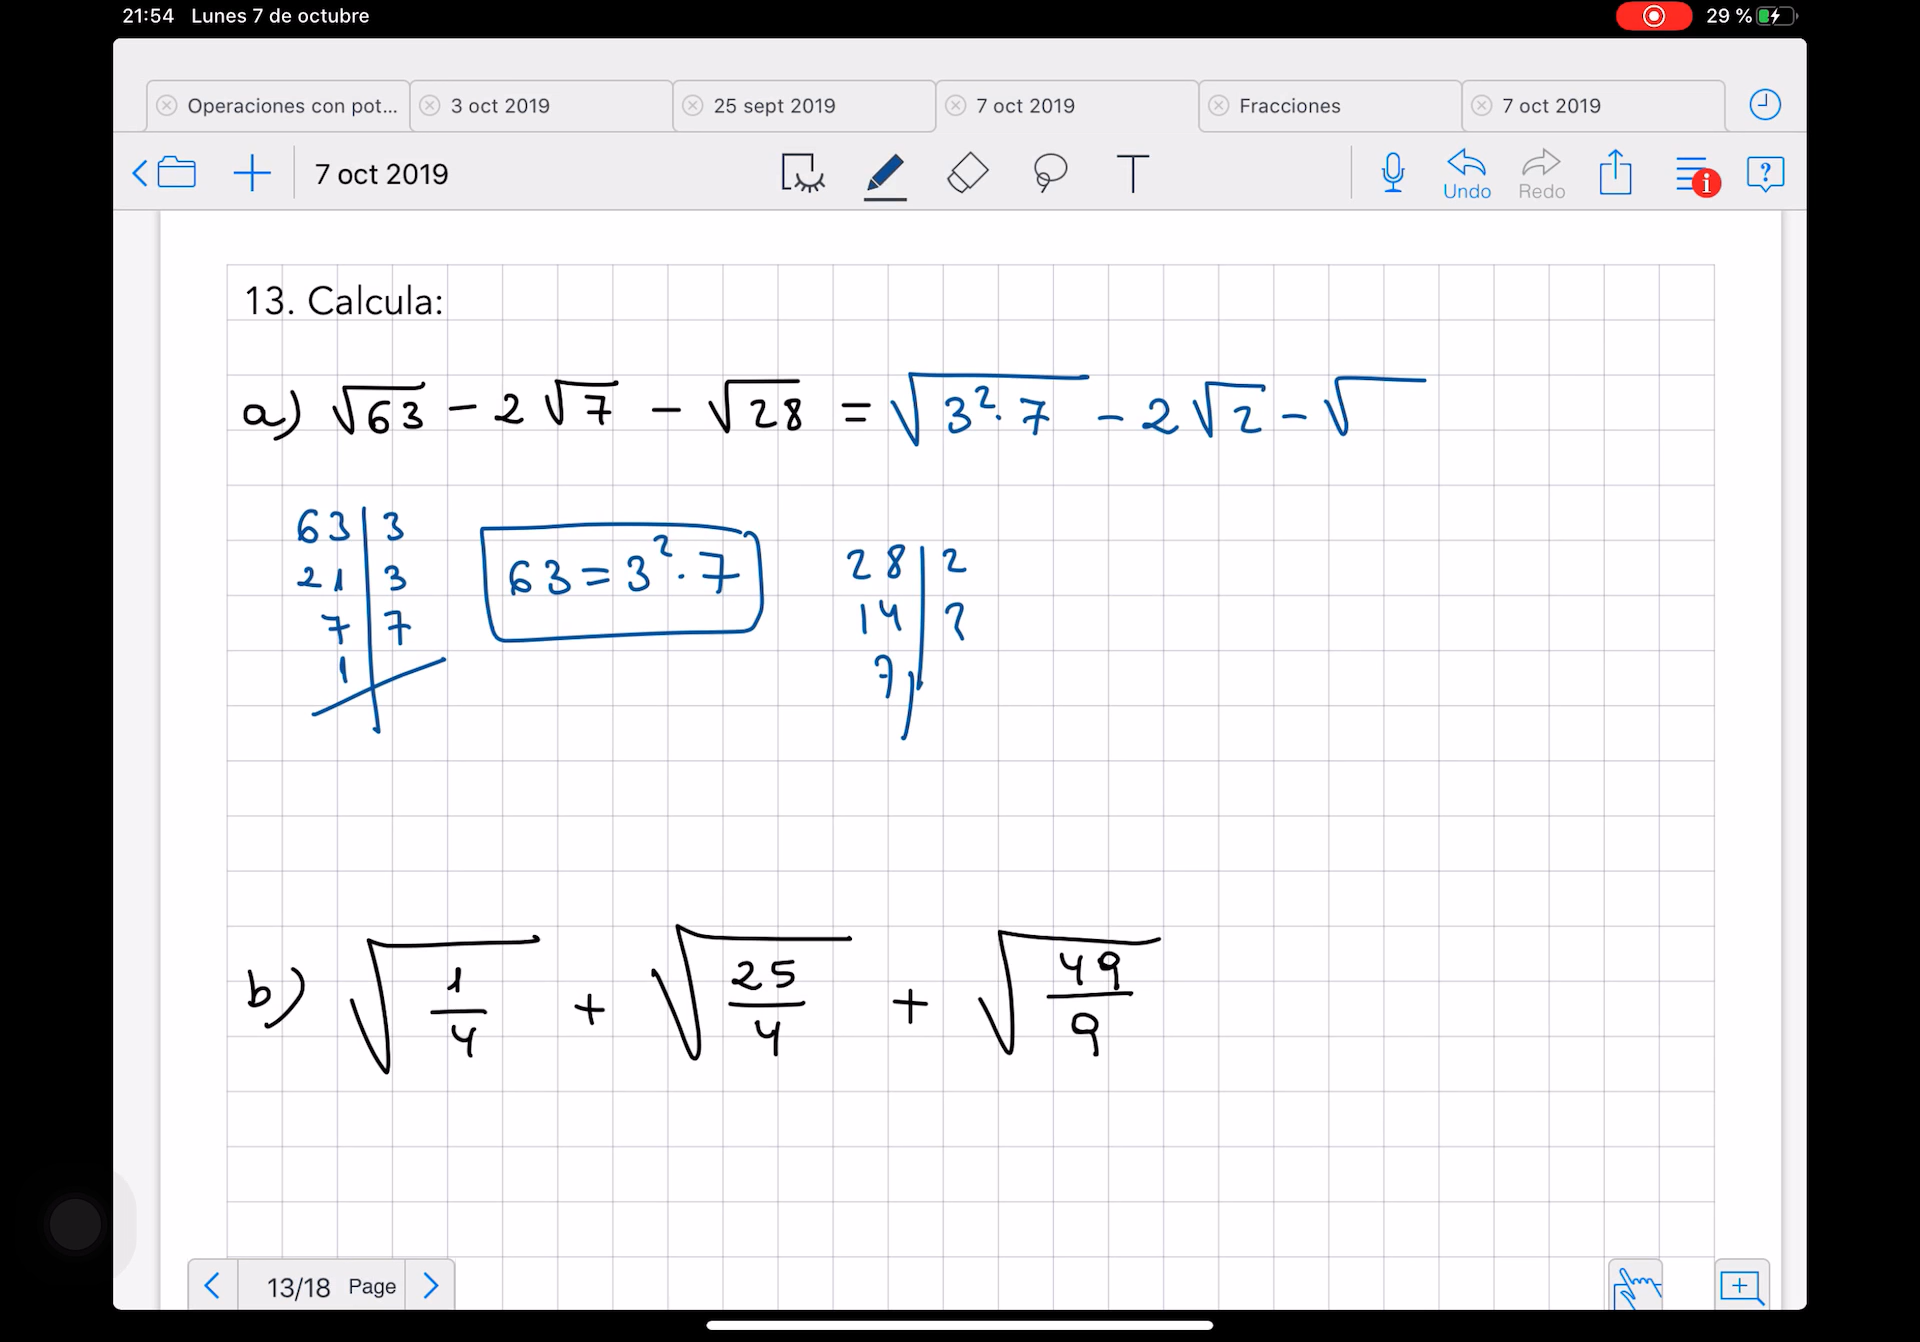 21:54 Lunes 7 de octubre 29 %
Operaciones con pot... 3 oct 2019 25 sept 2019 7 oct 2019 Fracciones 7 oct 2019
7 oct 2019 T Undo Redo i ?
13. Calcula:
a) √63 - 2√7 - √28 = √3²·7 - 2√2 - √
63 | 3
21 | 3
7 | 7
1
63 = 3²·7
28 | 2
14 | 2
7
b) √1/4 + √25/4 + √49/9
13/18 Page